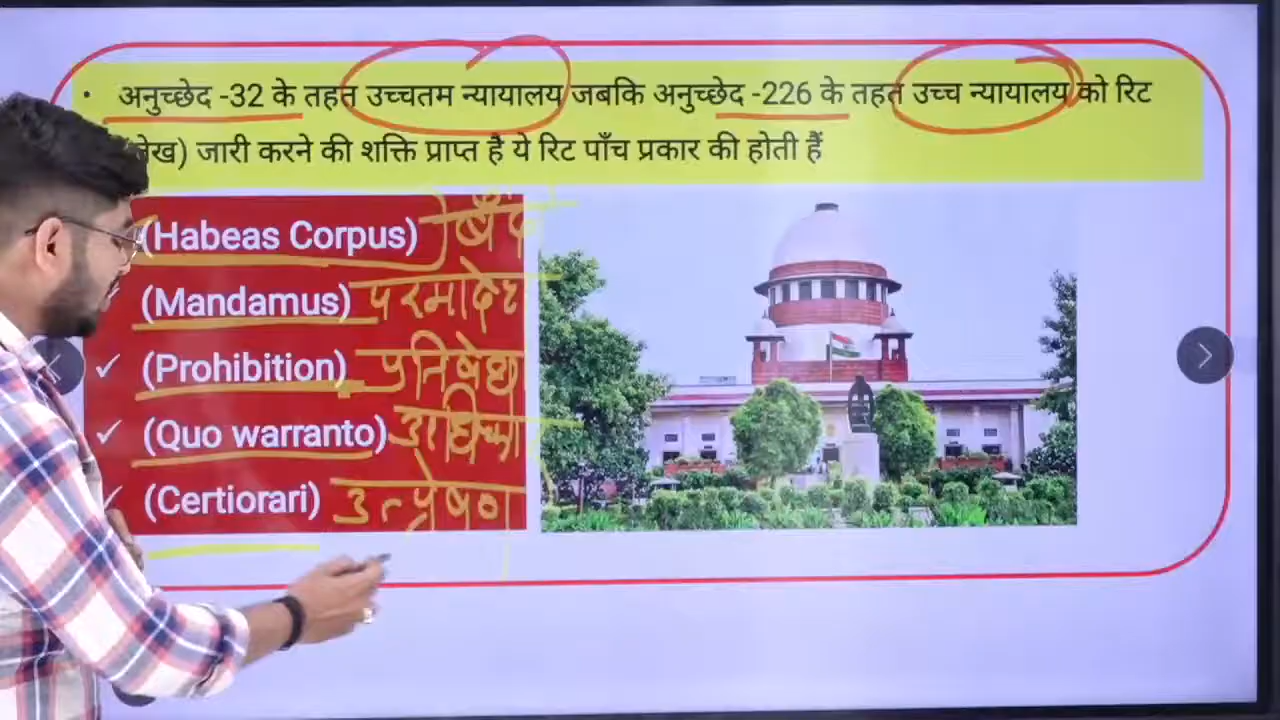 अनुच्छेद -32 के तहत उच्चतम न्यायालय जबकि अनुच्छेद -226 के तहत उच्च न्यायालय को रिट
जारी करने की शक्ति प्राप्त है ये रिट पाँच प्रकार की होती हैं
(Habeas Corpus)
(Mandamus) परमादेश
(Prohibition) प्रतिषेध
(Quo warranto)
(Certiorari) उत्प्रेषण